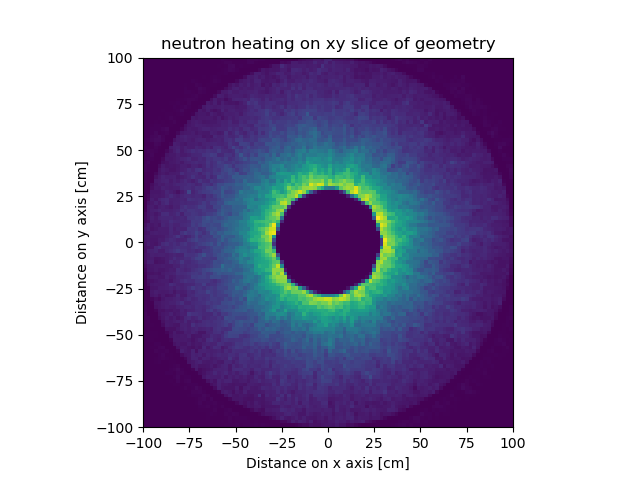 neutron heating on xy slice of geometry
100
75
50
25
0
−25
−50
−75
−100
Distance on y axis [cm]
−100 −75 −50 −25 0 25 50 75 100
Distance on x axis [cm]